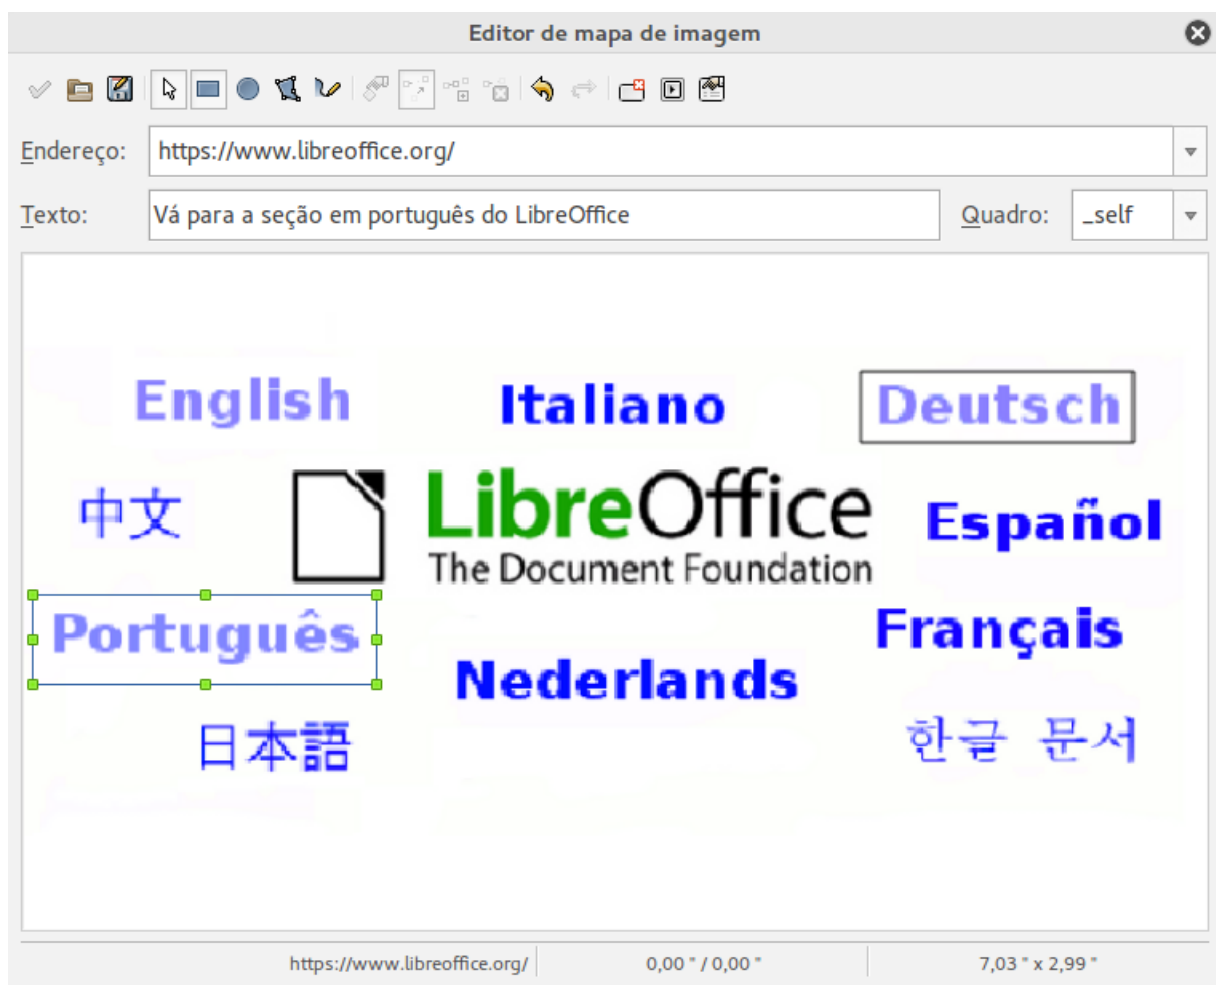 Editor de mapa de imagem
Endereço: https://www.libreoffice.org/
Texto: Vá para a seção em português do LibreOffice Quadro: _self
English Italiano Deutsch
中文 LibreOffice Español
The Document Foundation
Português Français
Nederlands
日本語 한글 문서
https://www.libreoffice.org/ 0,00 " / 0,00 " 7,03 " x 2,99 "